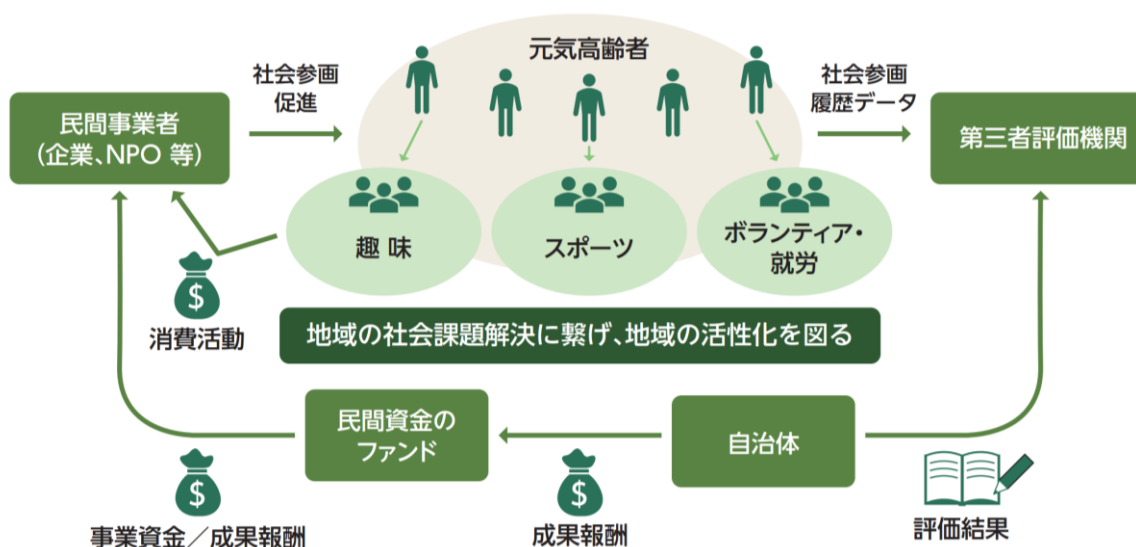 元気高齢者
社会参画
促進
社会参画
履歴データ
民間事業者
(企業、NPO 等)
第三者評価機関
趣 味
スポーツ
ボランティア・
就労
$
消費活動
地域の社会課題解決に繋げ、地域の活性化を図る
民間資金の
ファンド
自治体
$
事業資金／成果報酬
$
成果報酬
評価結果